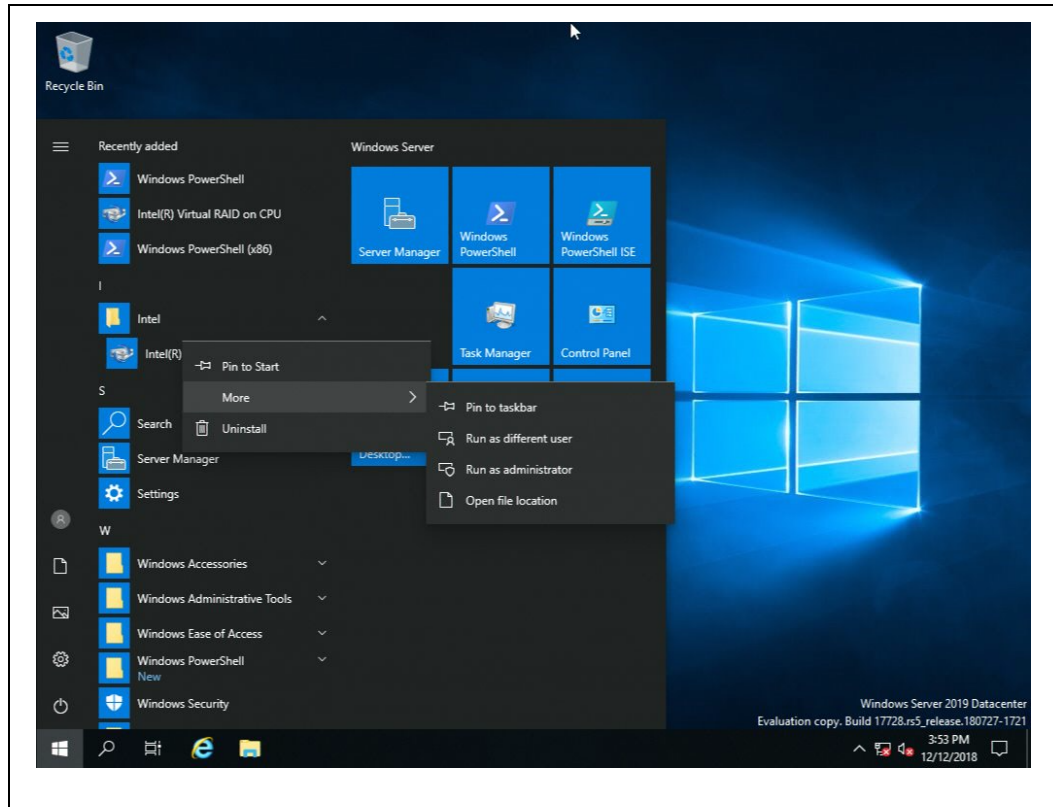 Recycle Bin
Recently added
Windows PowerShell
Intel(R) Virtual RAID on CPU
Windows PowerShell (x86)
I
Intel
Intel(R)
S
Search
Server Manager
Settings
W
Windows Accessories
Windows Administrative Tools
Windows Ease of Access
Windows PowerShell
New
Windows Security
Windows Server
Server Manager
Windows
PowerShell
Windows
PowerShell ISE
Task Manager
Control Panel
Desktop...
Pin to Start
More
Uninstall
Pin to taskbar
Run as different user
Run as administrator
Open file location
Windows Server 2019 Datacenter
Evaluation copy. Build 17728.rs5_release.180727-1721
3:53 PM
12/12/2018